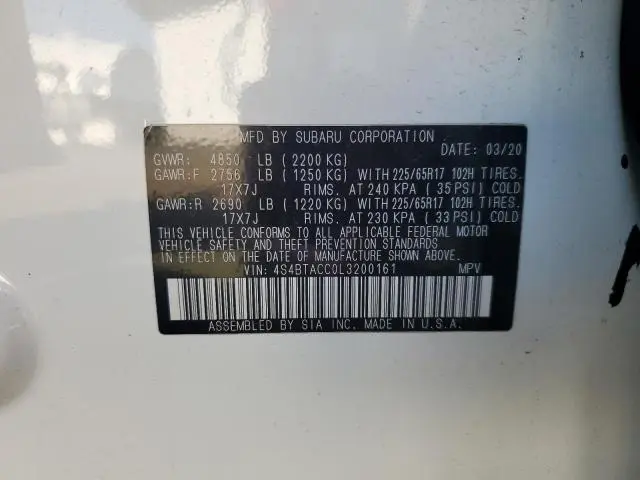 MFD BY SUBARU CORPORATION
DATE: 03/20
GVWR: 4850 LB (2200 KG)
GAWR:F 2756 LB (1250 KG) WITH 225/65R17 102H TIRES.
17X7J RIMS. AT 240 KPA (35 PSI) COLD
GAWR:R 2690 LB (1220 KG) WITH 225/65R17 102H TIRES.
17X7J RIMS. AT 230 KPA (33 PSI) COLD
THIS VEHICLE CONFORMS TO ALL APPLICABLE FEDERAL MOTOR
VEHICLE SAFETY AND THEFT PREVENTION STANDARDS
IN EFFECT ON THE DATE OF MANUFACTURE SHOWN ABOVE.
VIN: 4S4BTACC0L3200161 MPV
ASSEMBLED BY SIA INC. MADE IN U.S.A.